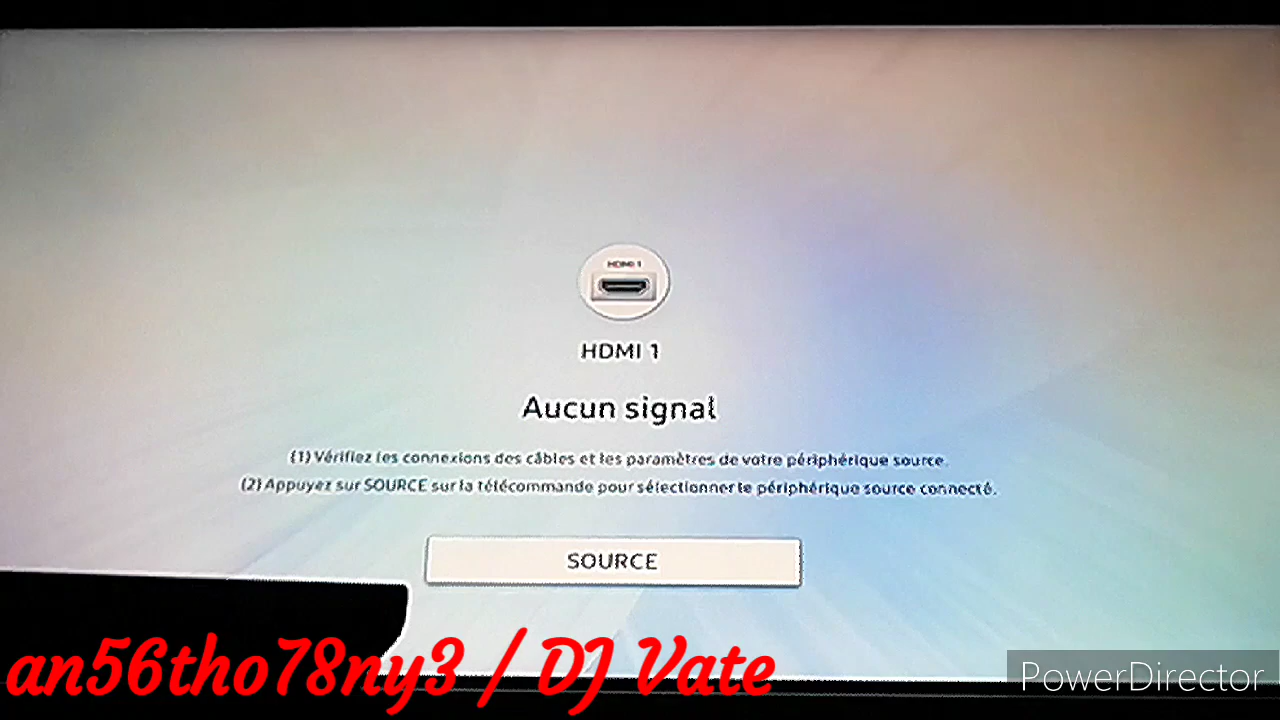 HDMI 1
HDMI 1
Aucun signal
(1) Vérifiez les connexions des câbles et les paramètres de votre périphérique source.
(2) Appuyez sur SOURCE sur la télécommande pour sélectionner le périphérique source connecté.
SOURCE
an56tho78ny3 / DJ Vate
PowerDirector